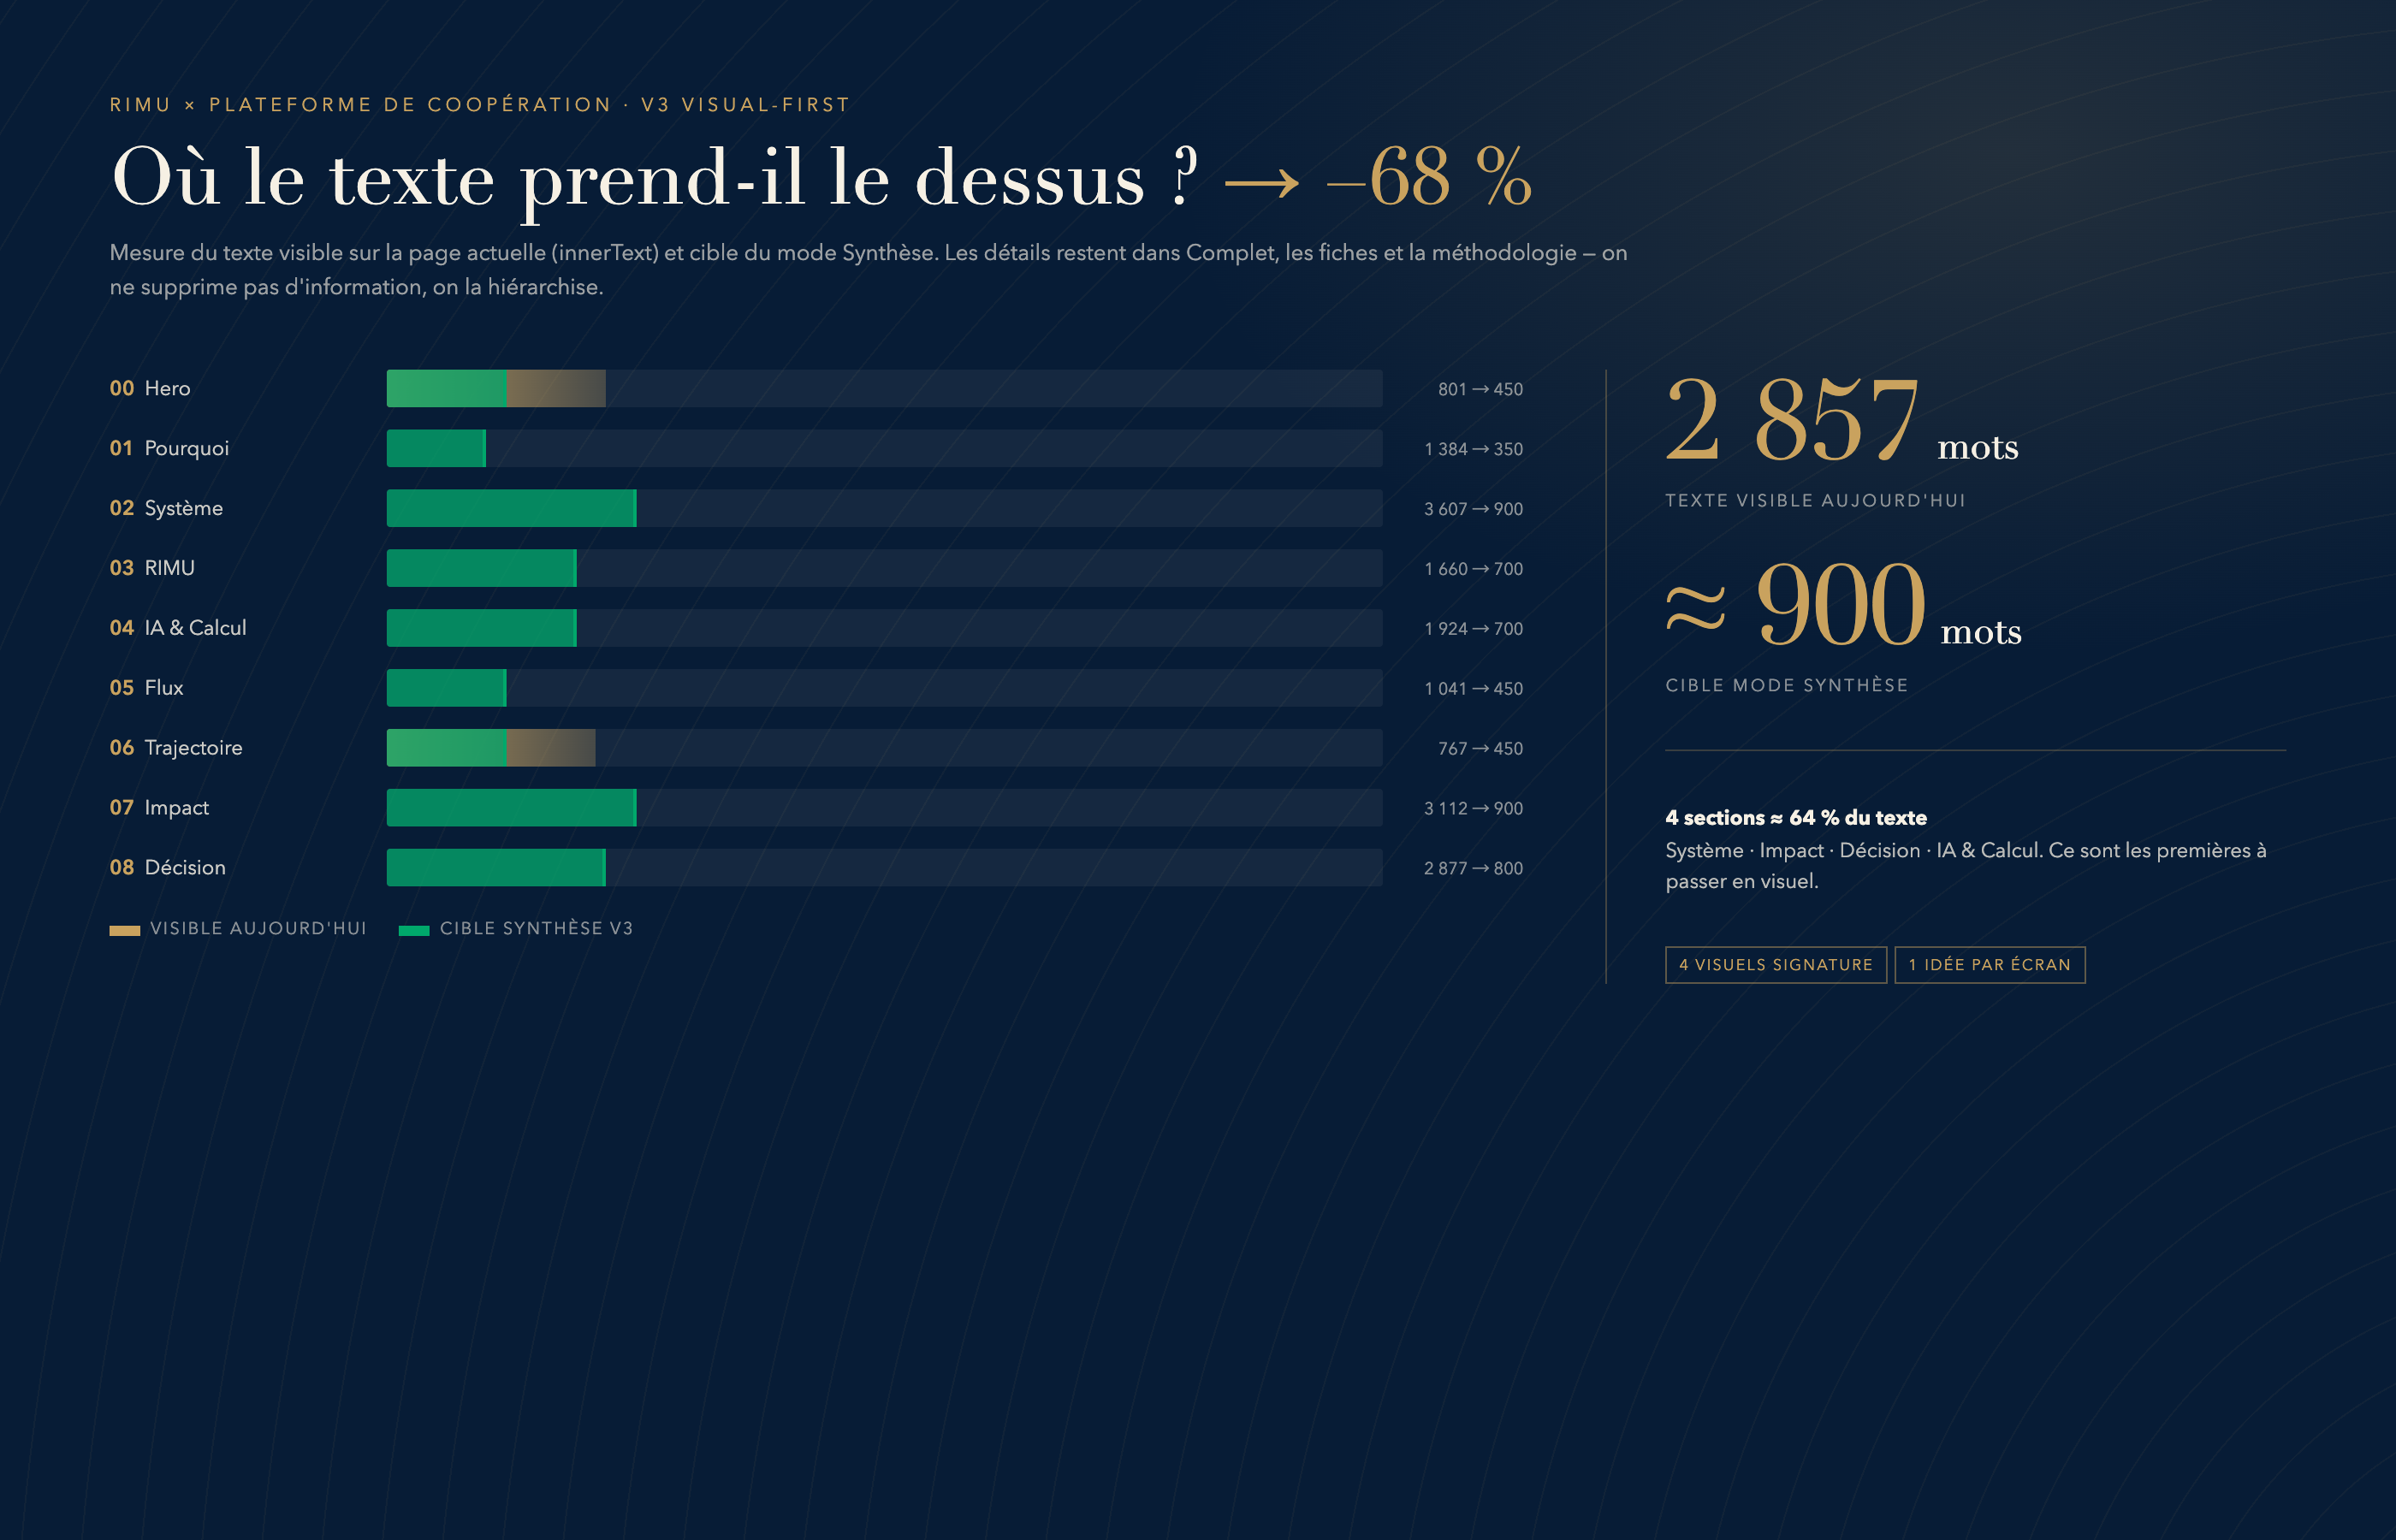 RIMU × PLATEFORME DE COOPÉRATION · V3 VISUAL-FIRST
Où le texte prend-il le dessus ? → –68 %
Mesure du texte visible sur la page actuelle (innerText) et cible du mode Synthèse. Les détails restent dans Complet, les fiches et la méthodologie – on
ne supprime pas d'information, on la hiérarchise.
00 Hero 801 → 450
01 Pourquoi 1 384 → 350
02 Système 3 607 → 900
03 RIMU 1 660 → 700
04 IA & Calcul 1 924 → 700
05 Flux 1 041 → 450
06 Trajectoire 767 → 450
07 Impact 3 112 → 900
08 Décision 2 877 → 800
VISIBLE AUJOURD'HUI CIBLE SYNTHÈSE V3
2 857 mots
TEXTE VISIBLE AUJOURD'HUI
≈ 900 mots
CIBLE MODE SYNTHÈSE
4 sections ≈ 64 % du texte
Système · Impact · Décision · IA & Calcul. Ce sont les premières à
passer en visuel.
4 VISUELS SIGNATURE 1 IDÉE PAR ÉCRAN